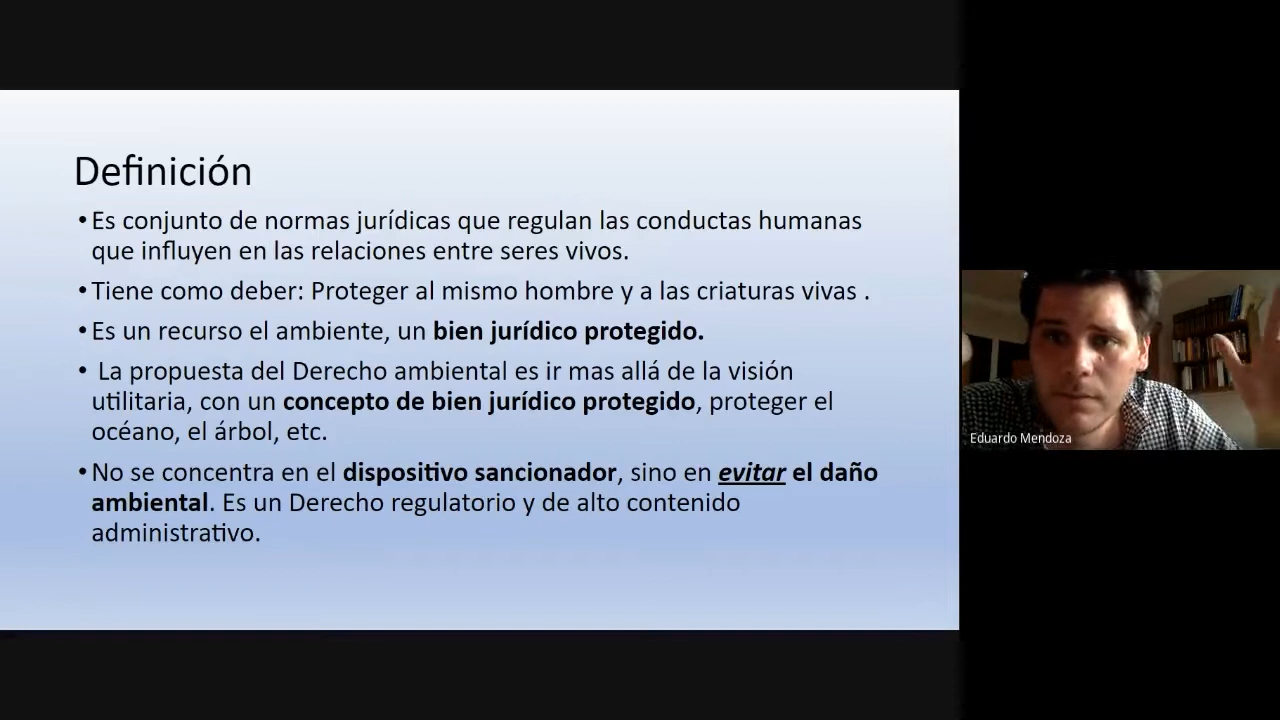 Definición
• Es conjunto de normas jurídicas que regulan las conductas humanas
que influyen en las relaciones entre seres vivos.
• Tiene como deber: Proteger al mismo hombre y a las criaturas vivas .
• Es un recurso el ambiente, un bien jurídico protegido.
• La propuesta del Derecho ambiental es ir mas allá de la visión
utilitaria, con un concepto de bien jurídico protegido, proteger el
océano, el árbol, etc.
• No se concentra en el dispositivo sancionador, sino en evitar el daño
ambiental. Es un Derecho regulatorio y de alto contenido
administrativo.
Eduardo Mendoza